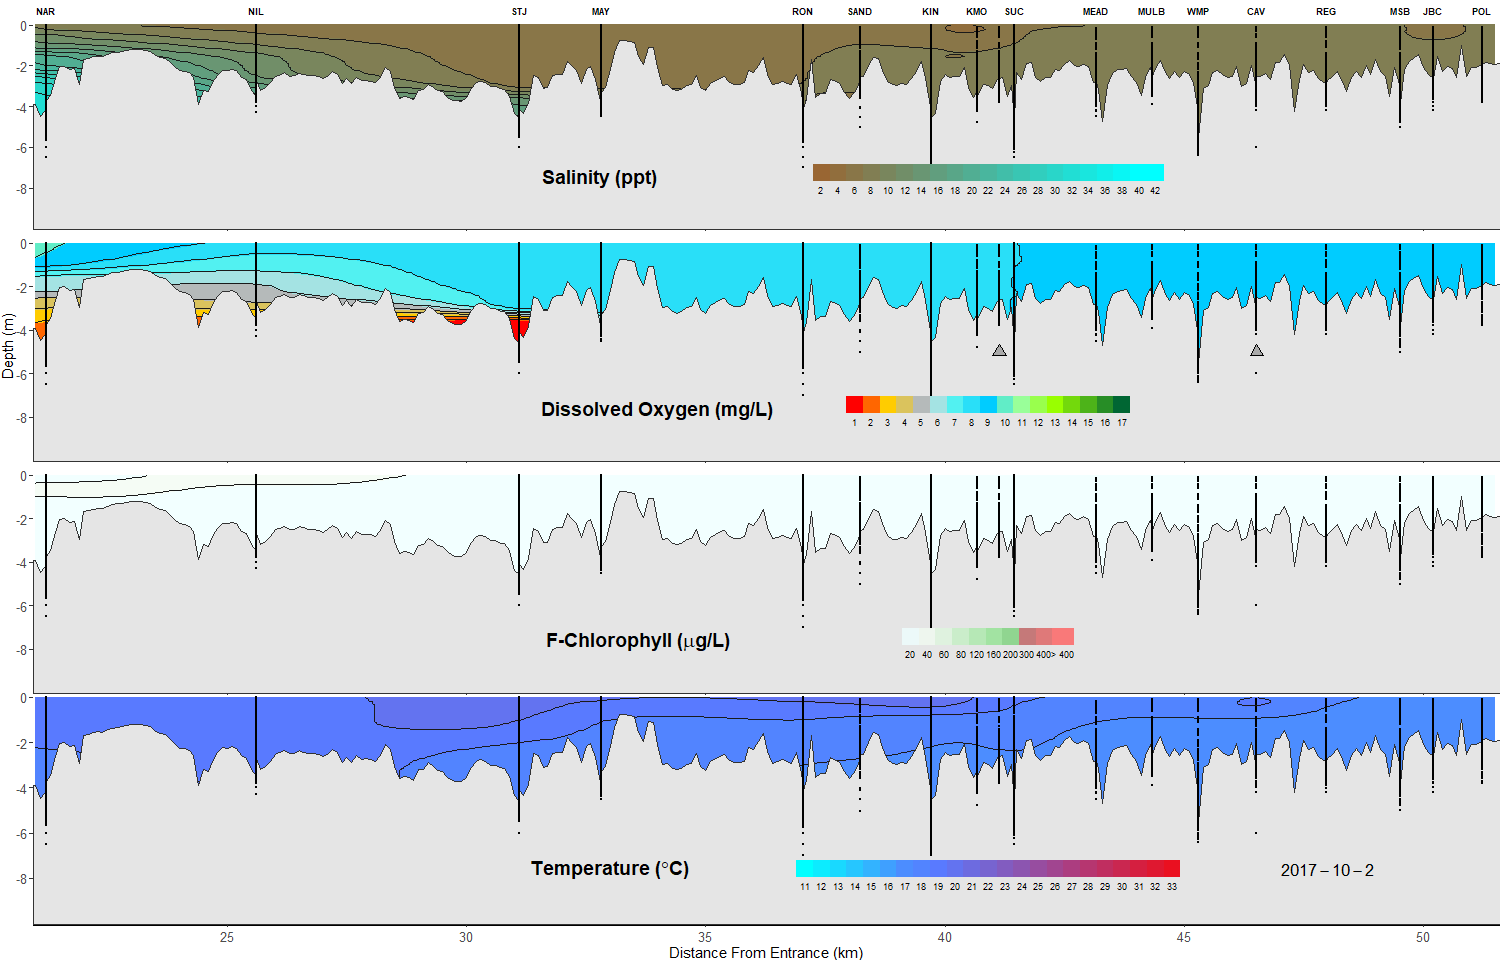 NAR NIL STJ MAY RON SAND KIN KMO SUC MEAD MULB WMP CAV REG MSB JBC POL
0
-2
-4
-6
-8
Salinity (ppt)
2 4 6 8 10 12 14 16 18 20 22 24 26 28 30 32 34 36 38 40 42
0
-2
-4
-6
-8
Depth (m)
Dissolved Oxygen (mg/L)
1 2 3 4 5 6 7 8 9 10 11 12 13 14 15 16 17
0
-2
-4
-6
-8
F-Chlorophyll (μg/L)
20 40 60 80 120 160 200 300 400 > 400
0
-2
-4
-6
-8
Temperature (°C)
11 12 13 14 15 16 17 18 19 20 21 22 23 24 25 26 27 28 29 30 31 32 33
2017 – 10 – 2
25 30 35 40 45 50
Distance From Entrance (km)